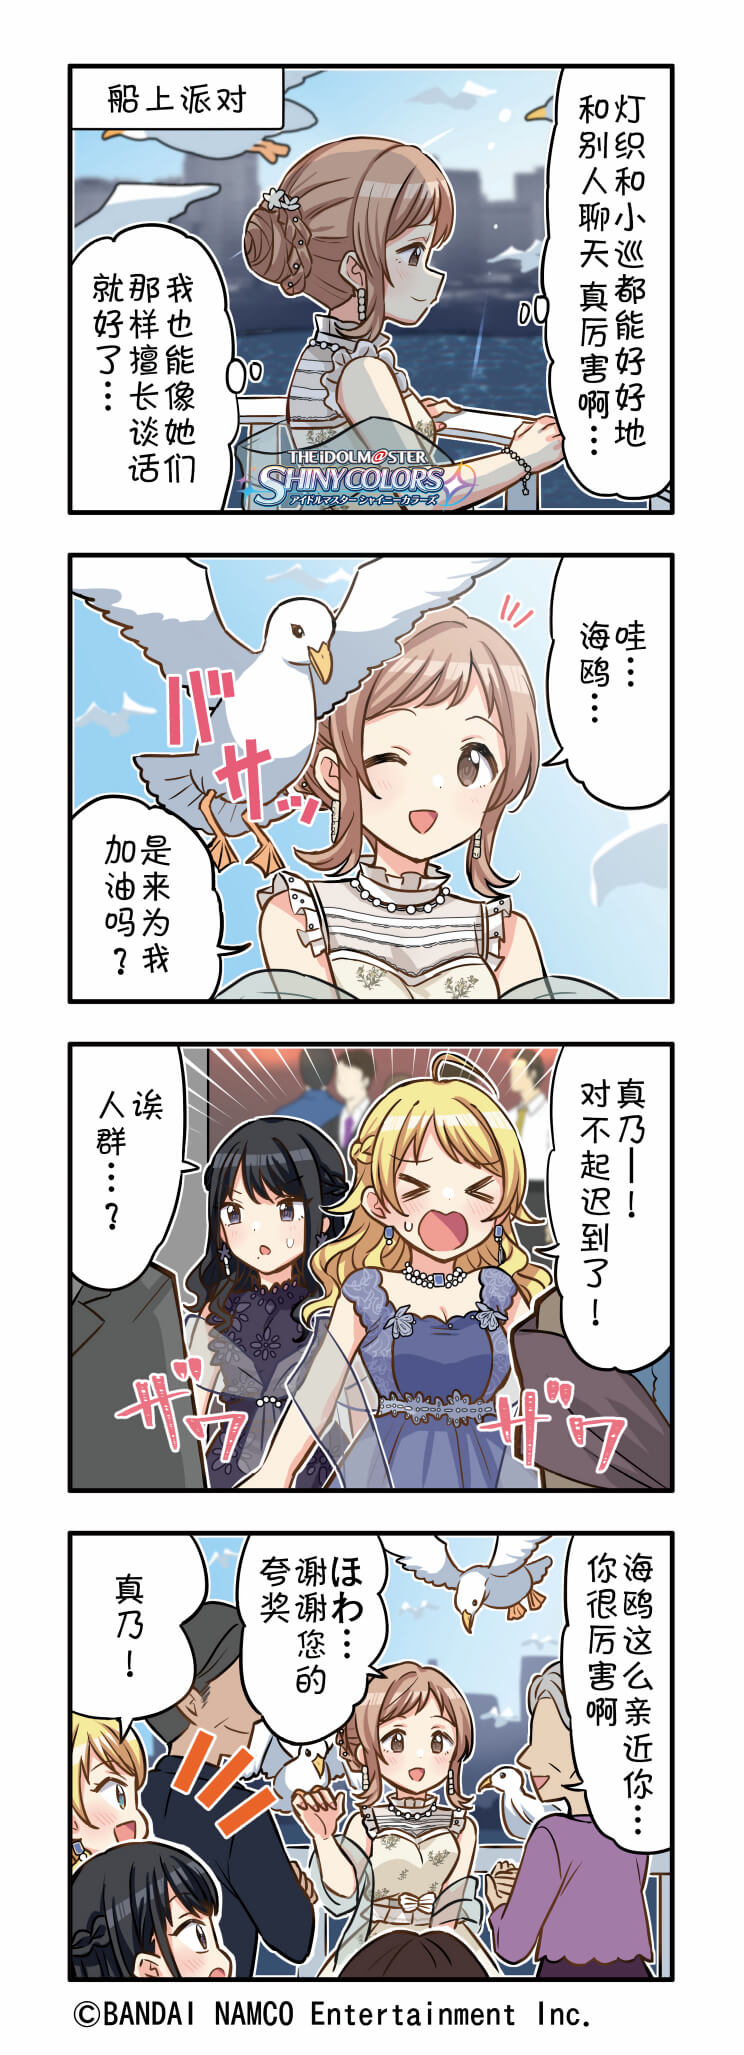 船上派对
灯织和小巡都能好好地
和别人聊天 真厉害啊…
我也能像她们
那样擅长谈话
就好了…
THE iDOLM@STER
SHINY COLORS
アイドルマスター シャイニーカラーズ
哇…
海鸥…
バサッ
是来为我
加油吗？
真乃ー！
对不起迟到了！
诶
人群…？
ザワ
ザワ
海鸥这么亲近你…
你很厉害啊
ほわ…
谢谢您的
夸奖
真乃！
©BANDAI NAMCO Entertainment Inc.